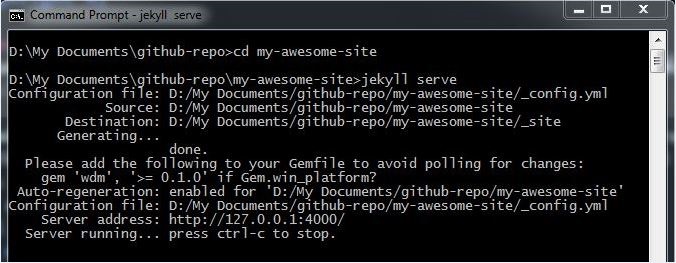 C:\. Command Prompt - jekyll serve
D:\My Documents\github-repo>cd my-awesome-site
D:\My Documents\github-repo\my-awesome-site>jekyll serve
Configuration file: D:/My Documents/github-repo/my-awesome-site/_config.yml
Source: D:/My Documents/github-repo/my-awesome-site
Destination: D:/My Documents/github-repo/my-awesome-site/_site
Generating...
done.
Please add the following to your Gemfile to avoid polling for changes:
gem 'wdm', '>= 0.1.0' if Gem.win_platform?
Auto-regeneration: enabled for 'D:/My Documents/github-repo/my-awesome-site'
Configuration file: D:/My Documents/github-repo/my-awesome-site/_config.yml
Server address: http://127.0.0.1:4000/
Server running... press ctrl-c to stop.